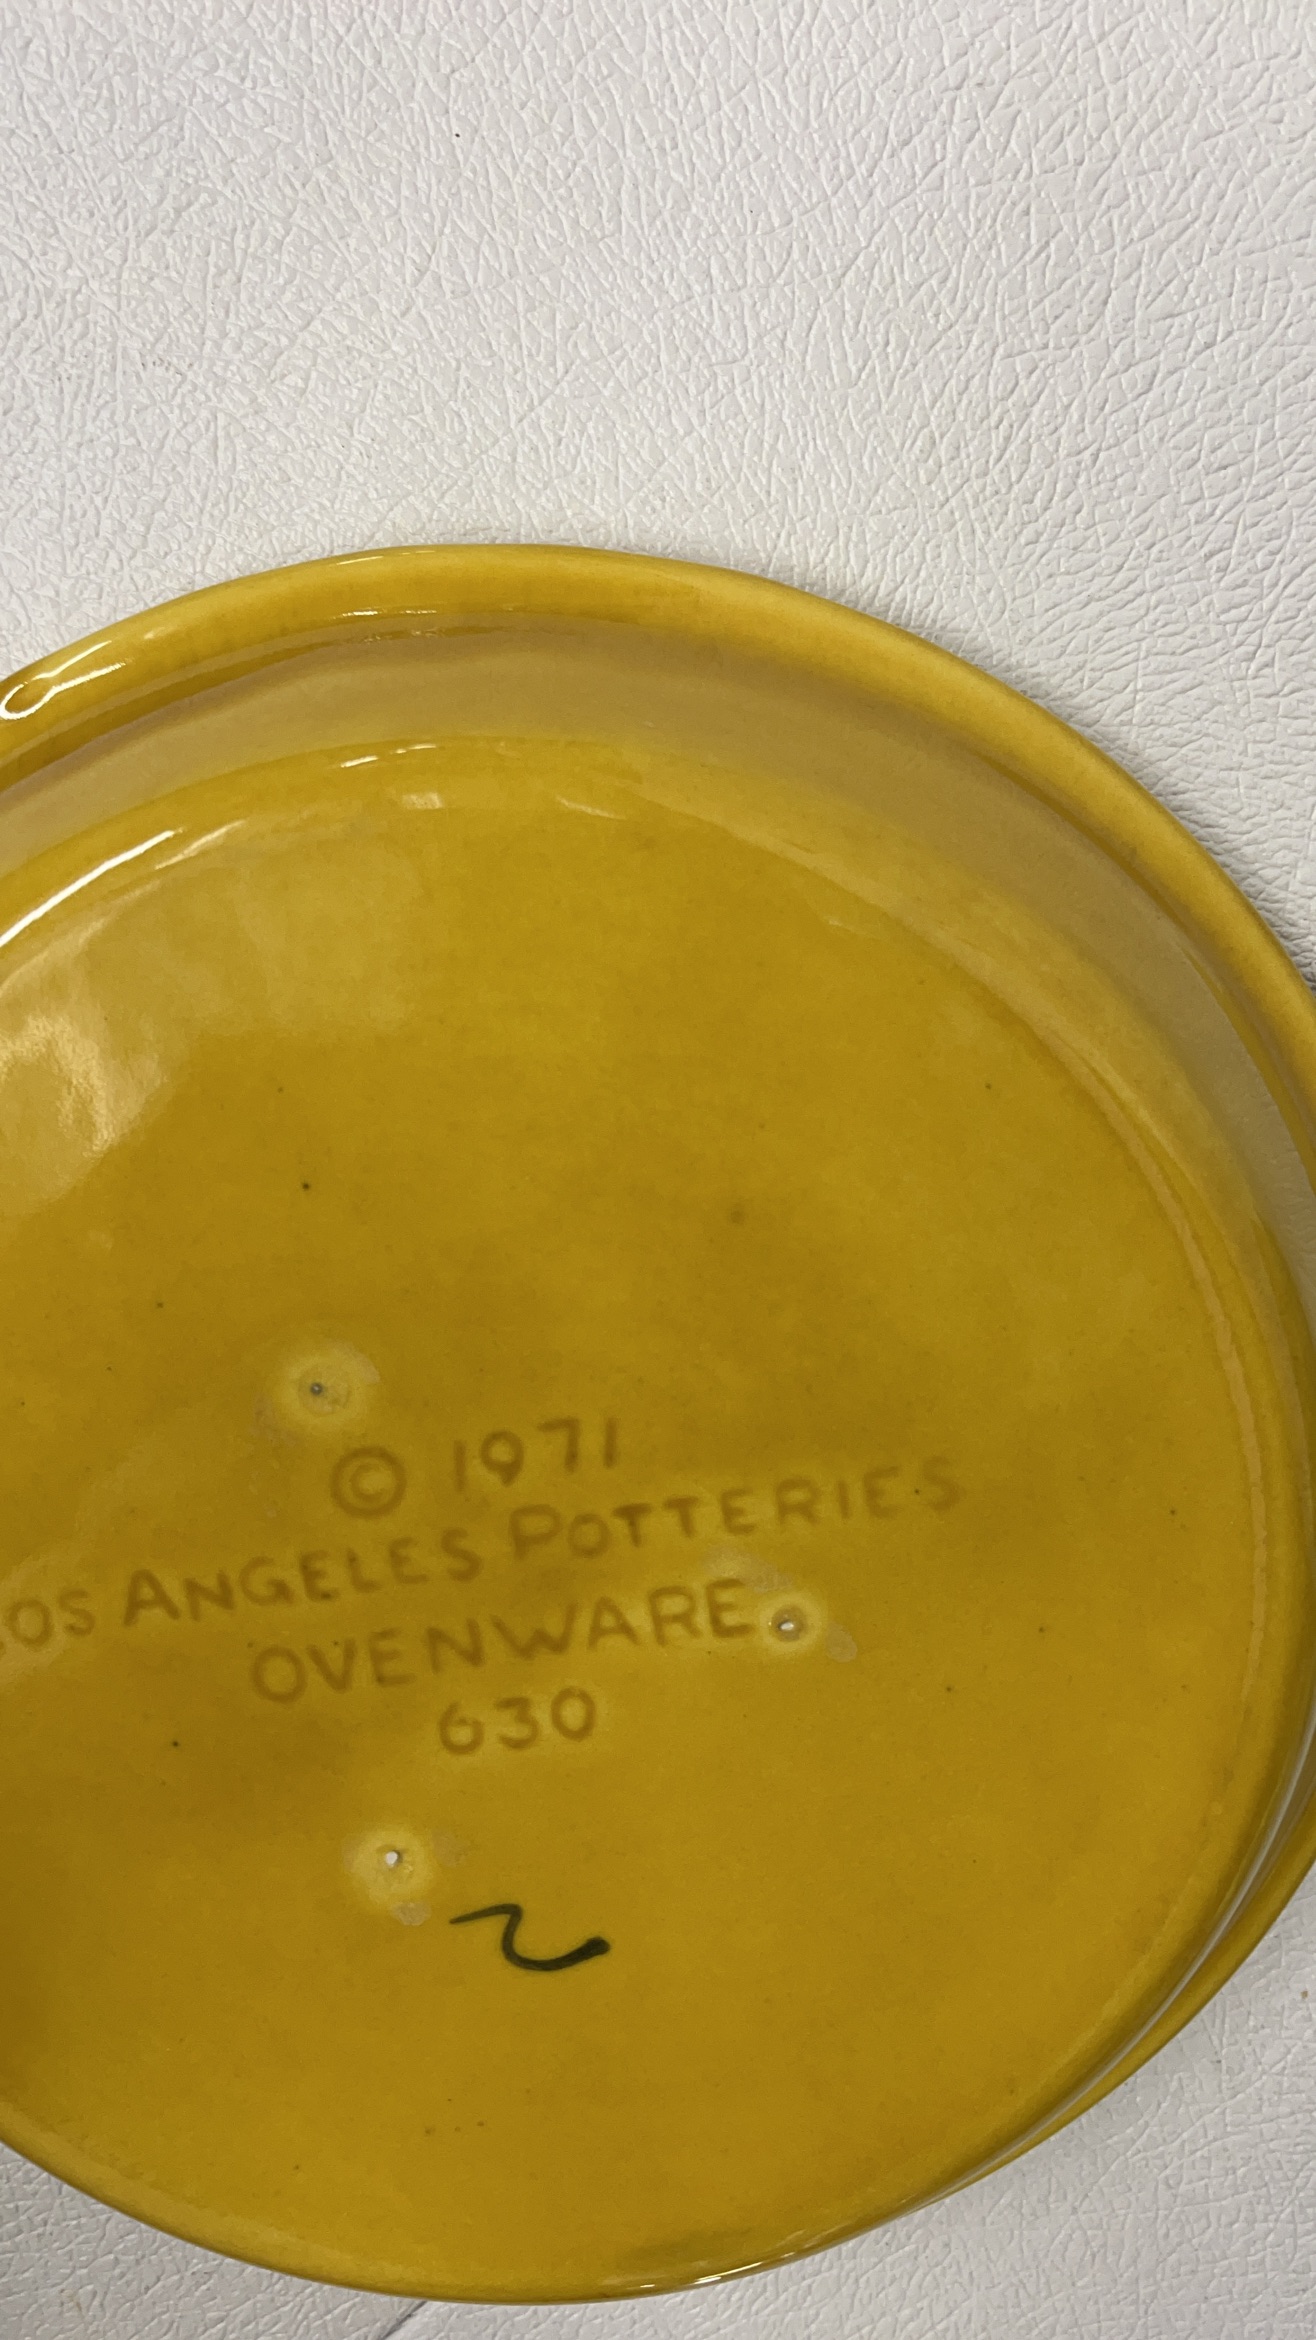 © 1971
LOS ANGELES POTTERIES
OVENWARE
630